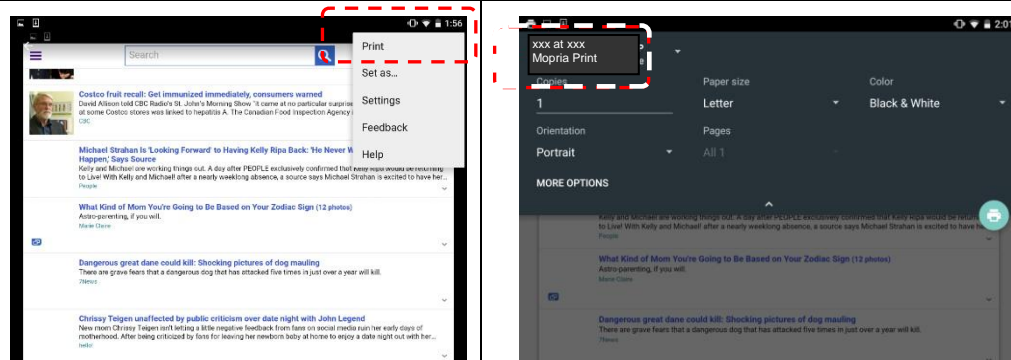 1:56
Search
Print
Set as...
Settings
Feedback
Help
Costco fruit recall: Get immunized immediately, consumers warned
David Allison told CBC Radio's St. John's Morning Show "it came at no particular surprise
at some Costco stores was linked to hepatitis A. The Canadian Food Inspection Agency
CBC
Michael Strahan Is 'Looking Forward' to Having Kelly Ripa Back: 'He Never W
Happen,' Says Source
Kelly and Michael are working things out. A day after PEOPLE exclusively confirmed that Kelly Ripa would be returning
to Live! With Kelly and Michael! after a nearly weeklong absence, a source says Michael Strahan is excited to have her...
People
What Kind of Mom You're Going to Be Based on Your Zodiac Sign (12 photos)
Astro-parenting, if you will.
Marie Claire
Dangerous great dane could kill: Shocking pictures of dog mauling
There are grave fears that a dangerous dog that has attacked five times in just over a year will kill.
7News
Chrissy Teigen unaffected by public criticism over date night with John Legend
New mom Chrissy Teigen isn't letting a little negative feedback from fans on social media ruin her early days of
motherhood. After being criticized by fans for leaving her newborn baby at home to enjoy a date night out with her...
hello!
2:01
xxx at xxx
Mopria Print
Copies
1
Paper size
Letter
Color
Black & White
Orientation
Portrait
Pages
All 1
MORE OPTIONS
Kelly and Michael are working things out. A day after PEOPLE exclusively confirmed that Kelly Ripa would be return
to Live! With Kelly and Michael! after a nearly weeklong absence, a source says Michael Strahan is excited to have he
People
What Kind of Mom You're Going to Be Based on Your Zodiac Sign (12 photos)
Astro-parenting, if you will.
Marie Claire
Dangerous great dane could kill: Shocking pictures of dog mauling
There are grave fears that a dangerous dog that has attacked five times in just over a year will kill.
7News